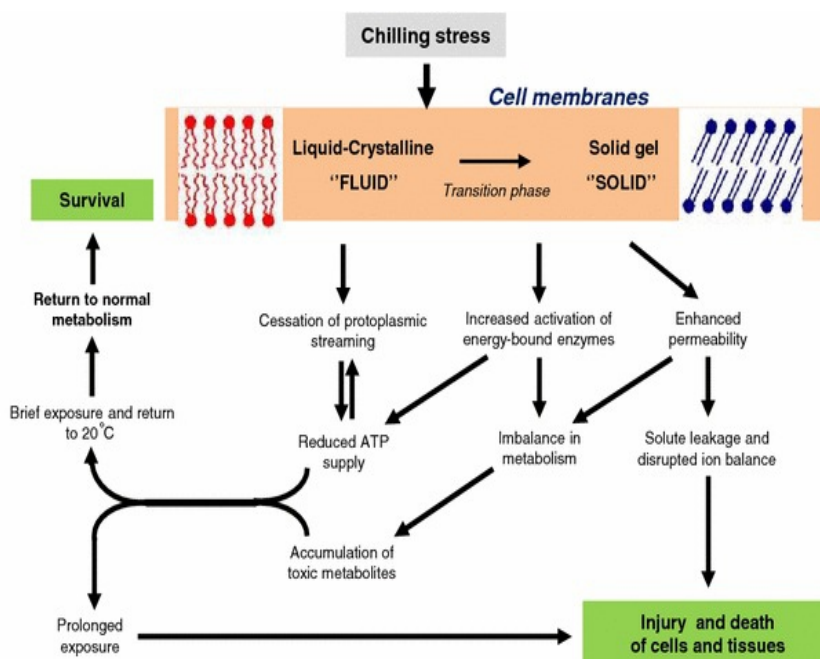 Chilling stress
Cell membranes
Liquid-Crystalline
‘’FLUID’’
Transition phase
Solid gel
‘’SOLID’’
Survival
Return to normal
metabolism
Cessation of protoplasmic
streaming
Increased activation of
energy-bound enzymes
Enhanced
permeability
Brief exposure and return
to 20°C
Reduced ATP
supply
Imbalance in
metabolism
Solute leakage and
disrupted ion balance
Accumulation of
toxic metabolites
Prolonged
exposure
Injury and death
of cells and tissues